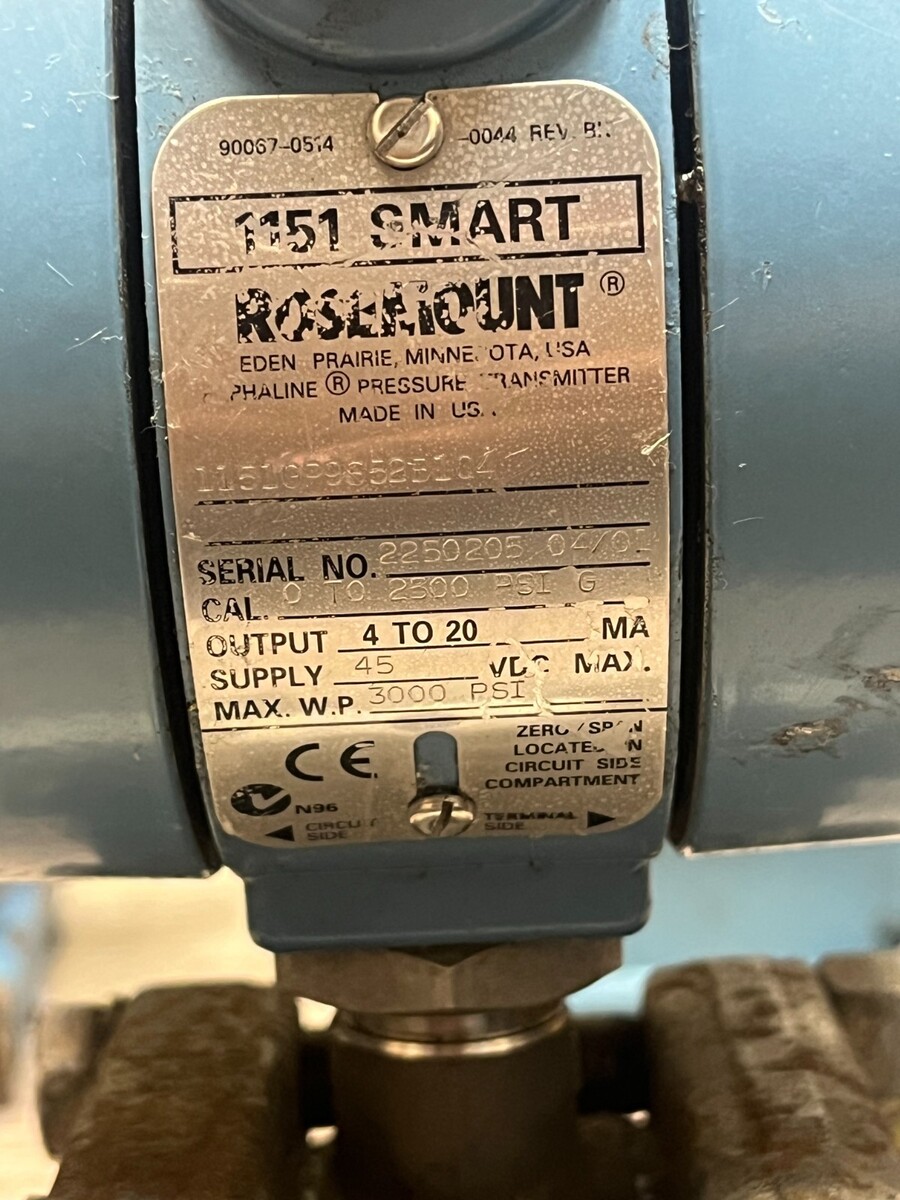 90067-0514 -0044 REV.
1151 SMART
ROSEMOUNT ®
EDEN PRAIRIE, MINNESOTA, USA
ALPHALINE ® PRESSURE TRANSMITTER
MADE IN USA
SERIAL NO. 2250205 04/01
CAL. 0 TO 2300 PSI G
OUTPUT 4 TO 20 MA
SUPPLY 45 VDC MAX.
MAX. W.P. 3000 PSI
CE
N96
ZERO/SPAN
LOCATED IN
CIRCUIT SIDE
COMPARTMENT
◀ CIRCUIT SIDE
TERMINAL SIDE ▶